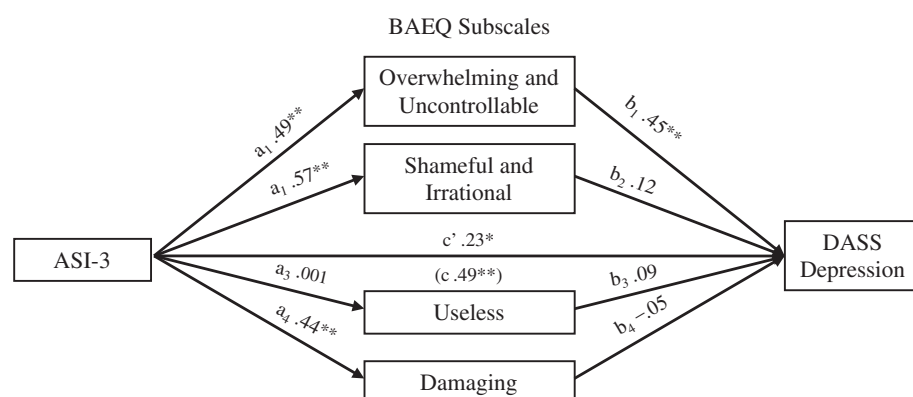 BAEQ Subscales
Overwhelming and
Uncontrollable
a₁ .49**
b₁ .45**
Shameful and
Irrational
a₁ .57**
b₂ .12
ASI-3
c’ .23*
(c .49**)
DASS
Depression
a₃ .001
b₃ .09
Useless
a₄ .44**
b₄ –.05
Damaging